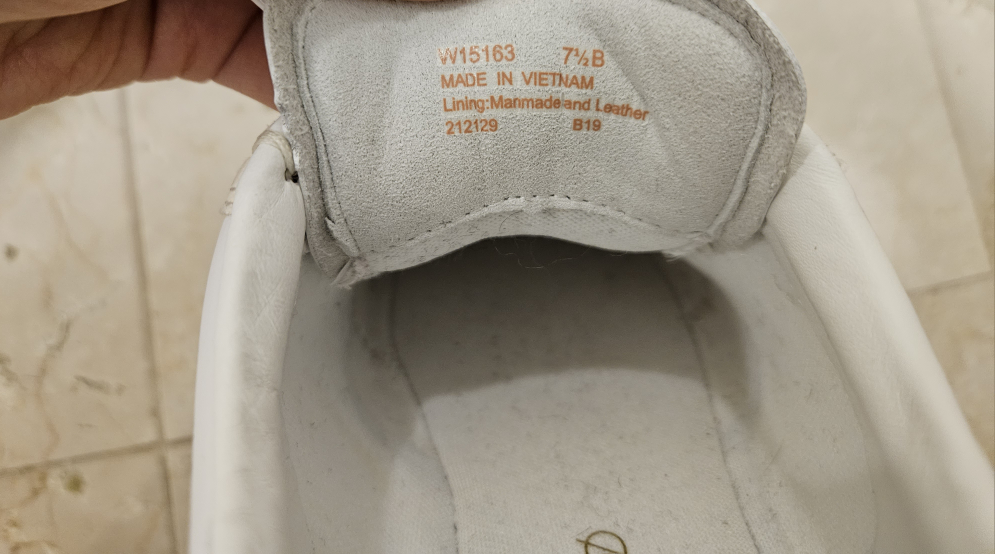 W15163 7½B
MADE IN VIETNAM
Lining:Manmade and Leather
212129 B19